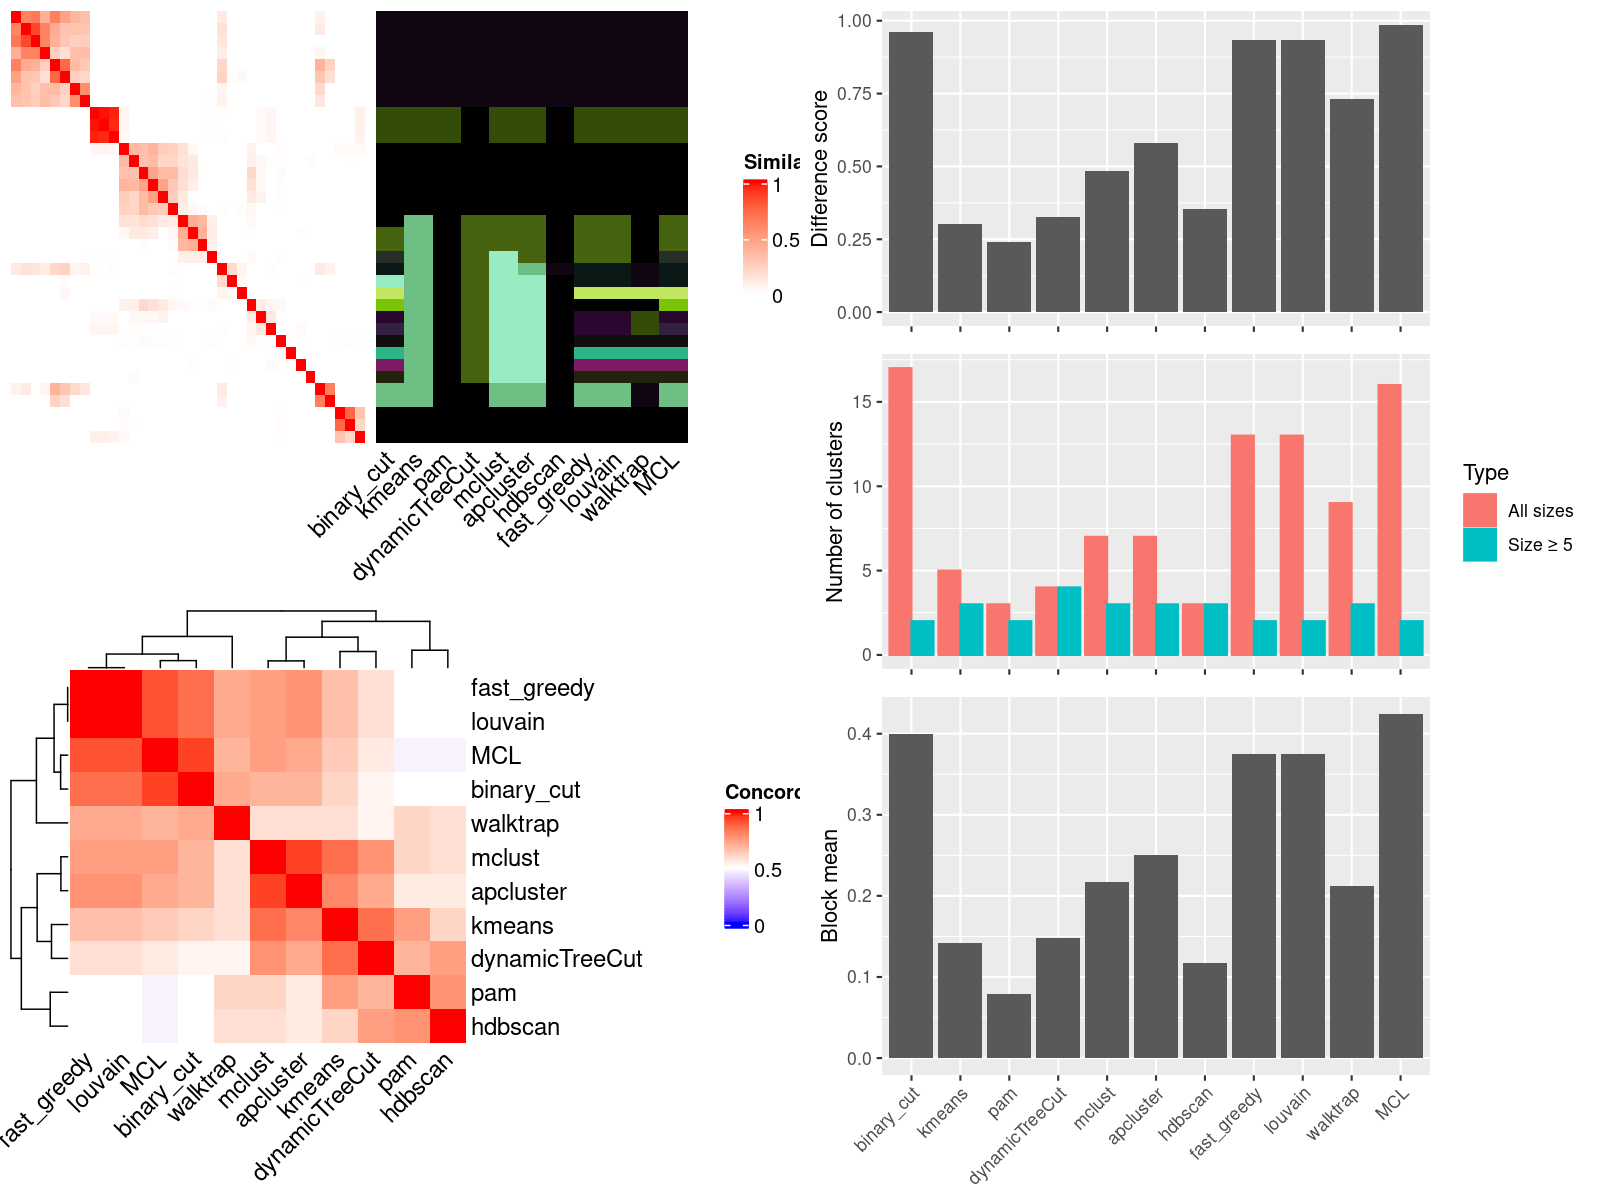 Simila
1
0.5
0
binary_cut
kmeans
pam
dynamicTreeCut
mclust
apcluster
hdbscan
fast_greedy
louvain
walktrap
MCL
fast_greedy
louvain
MCL
binary_cut
walktrap
mclust
apcluster
kmeans
dynamicTreeCut
pam
hdbscan
Concord
1
0.5
0
fast_greedy
louvain
MCL
binary_cut
walktrap
mclust
apcluster
kmeans
dynamicTreeCut
pam
hdbscan
Difference score
1.00
0.75
0.50
0.25
0.00
Number of clusters
15
10
5
0
Type
All sizes
Size ≥ 5
Block mean
0.4
0.3
0.2
0.1
0.0
binary_cut
kmeans
pam
dynamicTreeCut
mclust
apcluster
hdbscan
fast_greedy
louvain
walktrap
MCL